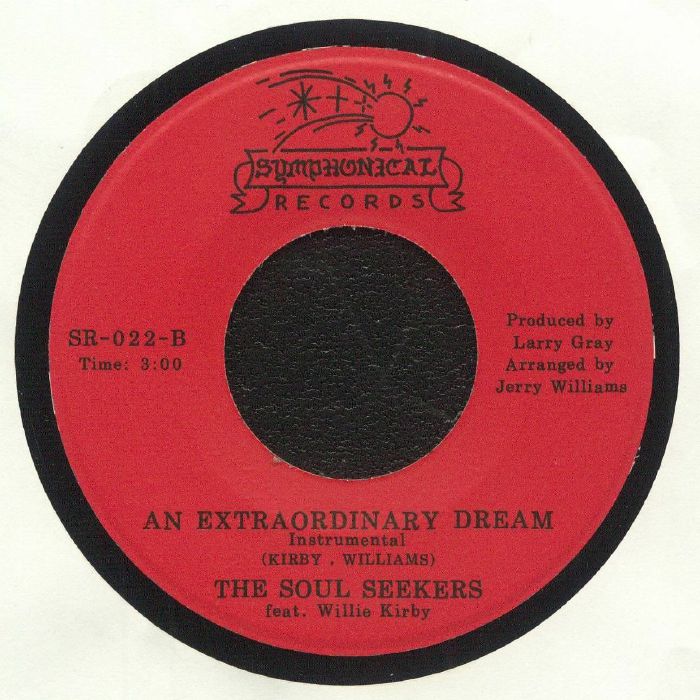 SYMPHONICAL
RECORDS
SR-022-B
Time: 3:00
Produced by
Larry Gray
Arranged by
Jerry Williams
AN EXTRAORDINARY DREAM
Instrumental
(KIRBY . WILLIAMS)
THE SOUL SEEKERS
feat. Willie Kirby